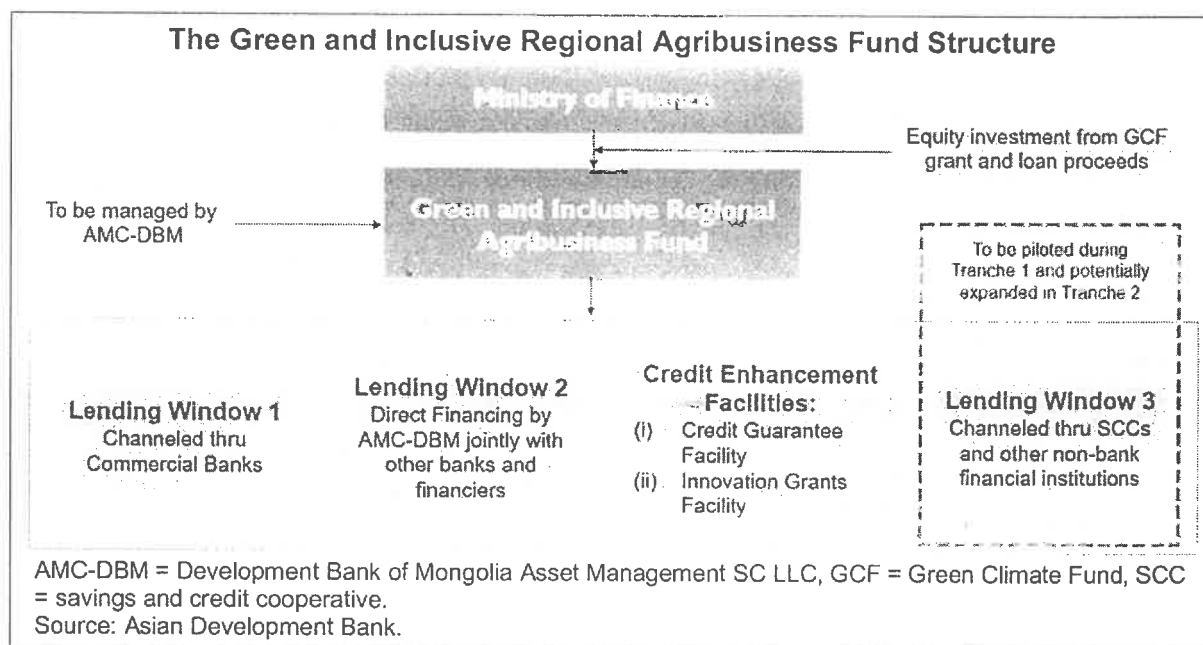 The Green and Inclusive Regional Agribusiness Fund Structure
Ministry of Finance
Equity investment from GCF
grant and loan proceeds
To be managed by
AMC-DBM
Green and Inclusive Regional
Agribusiness Fund
To be piloted during
Tranche 1 and potentially
expanded in Tranche 2
Lending Window 1
Channeled thru
Commercial Banks
Lending Window 2
Direct Financing by
AMC-DBM jointly with
other banks and
financiers
Credit Enhancement
Facilities:
(i) Credit Guarantee
Facility
(ii) Innovation Grants
Facility
Lending Window 3
Channeled thru SCCs
and other non-bank
financial institutions
AMC-DBM = Development Bank of Mongolia Asset Management SC LLC, GCF = Green Climate Fund, SCC
= savings and credit cooperative.
Source: Asian Development Bank.